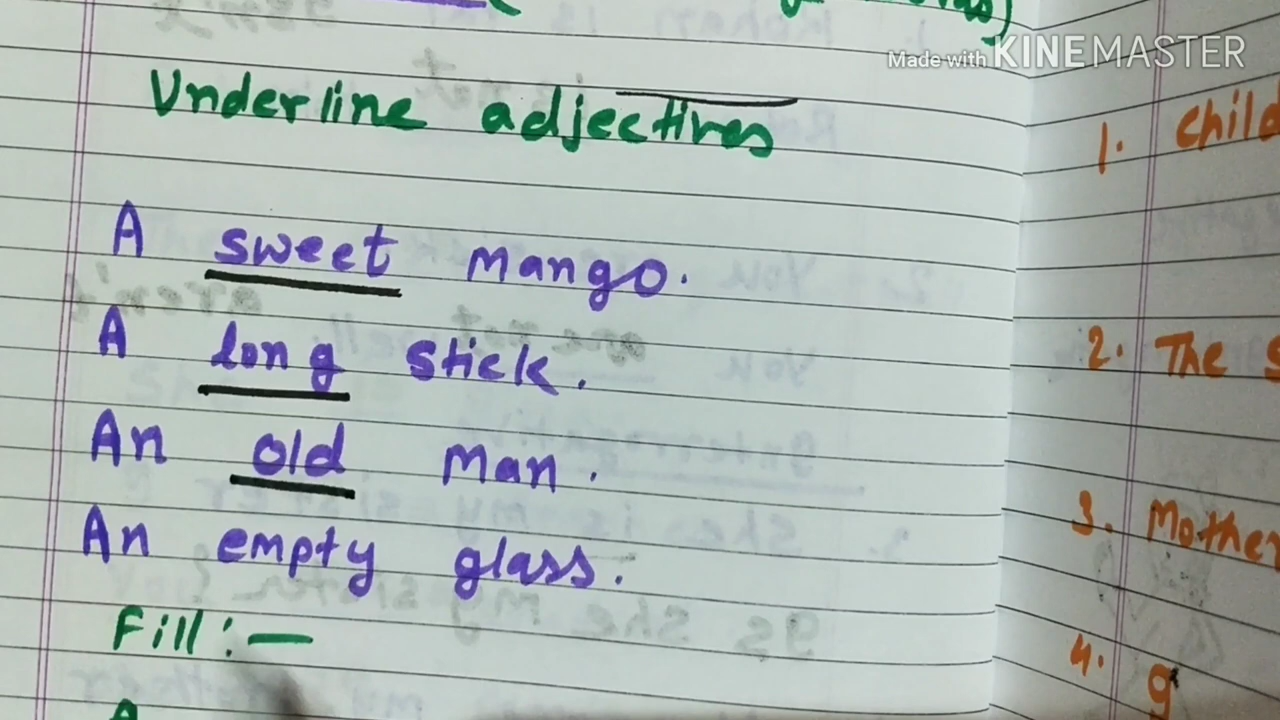 Made with KINEMASTER
Underline adjectives
A sweet mango.
A long stick.
An old man.
An empty glass.
Fill:—
1. Child
2. The S
3. Mother
4. g